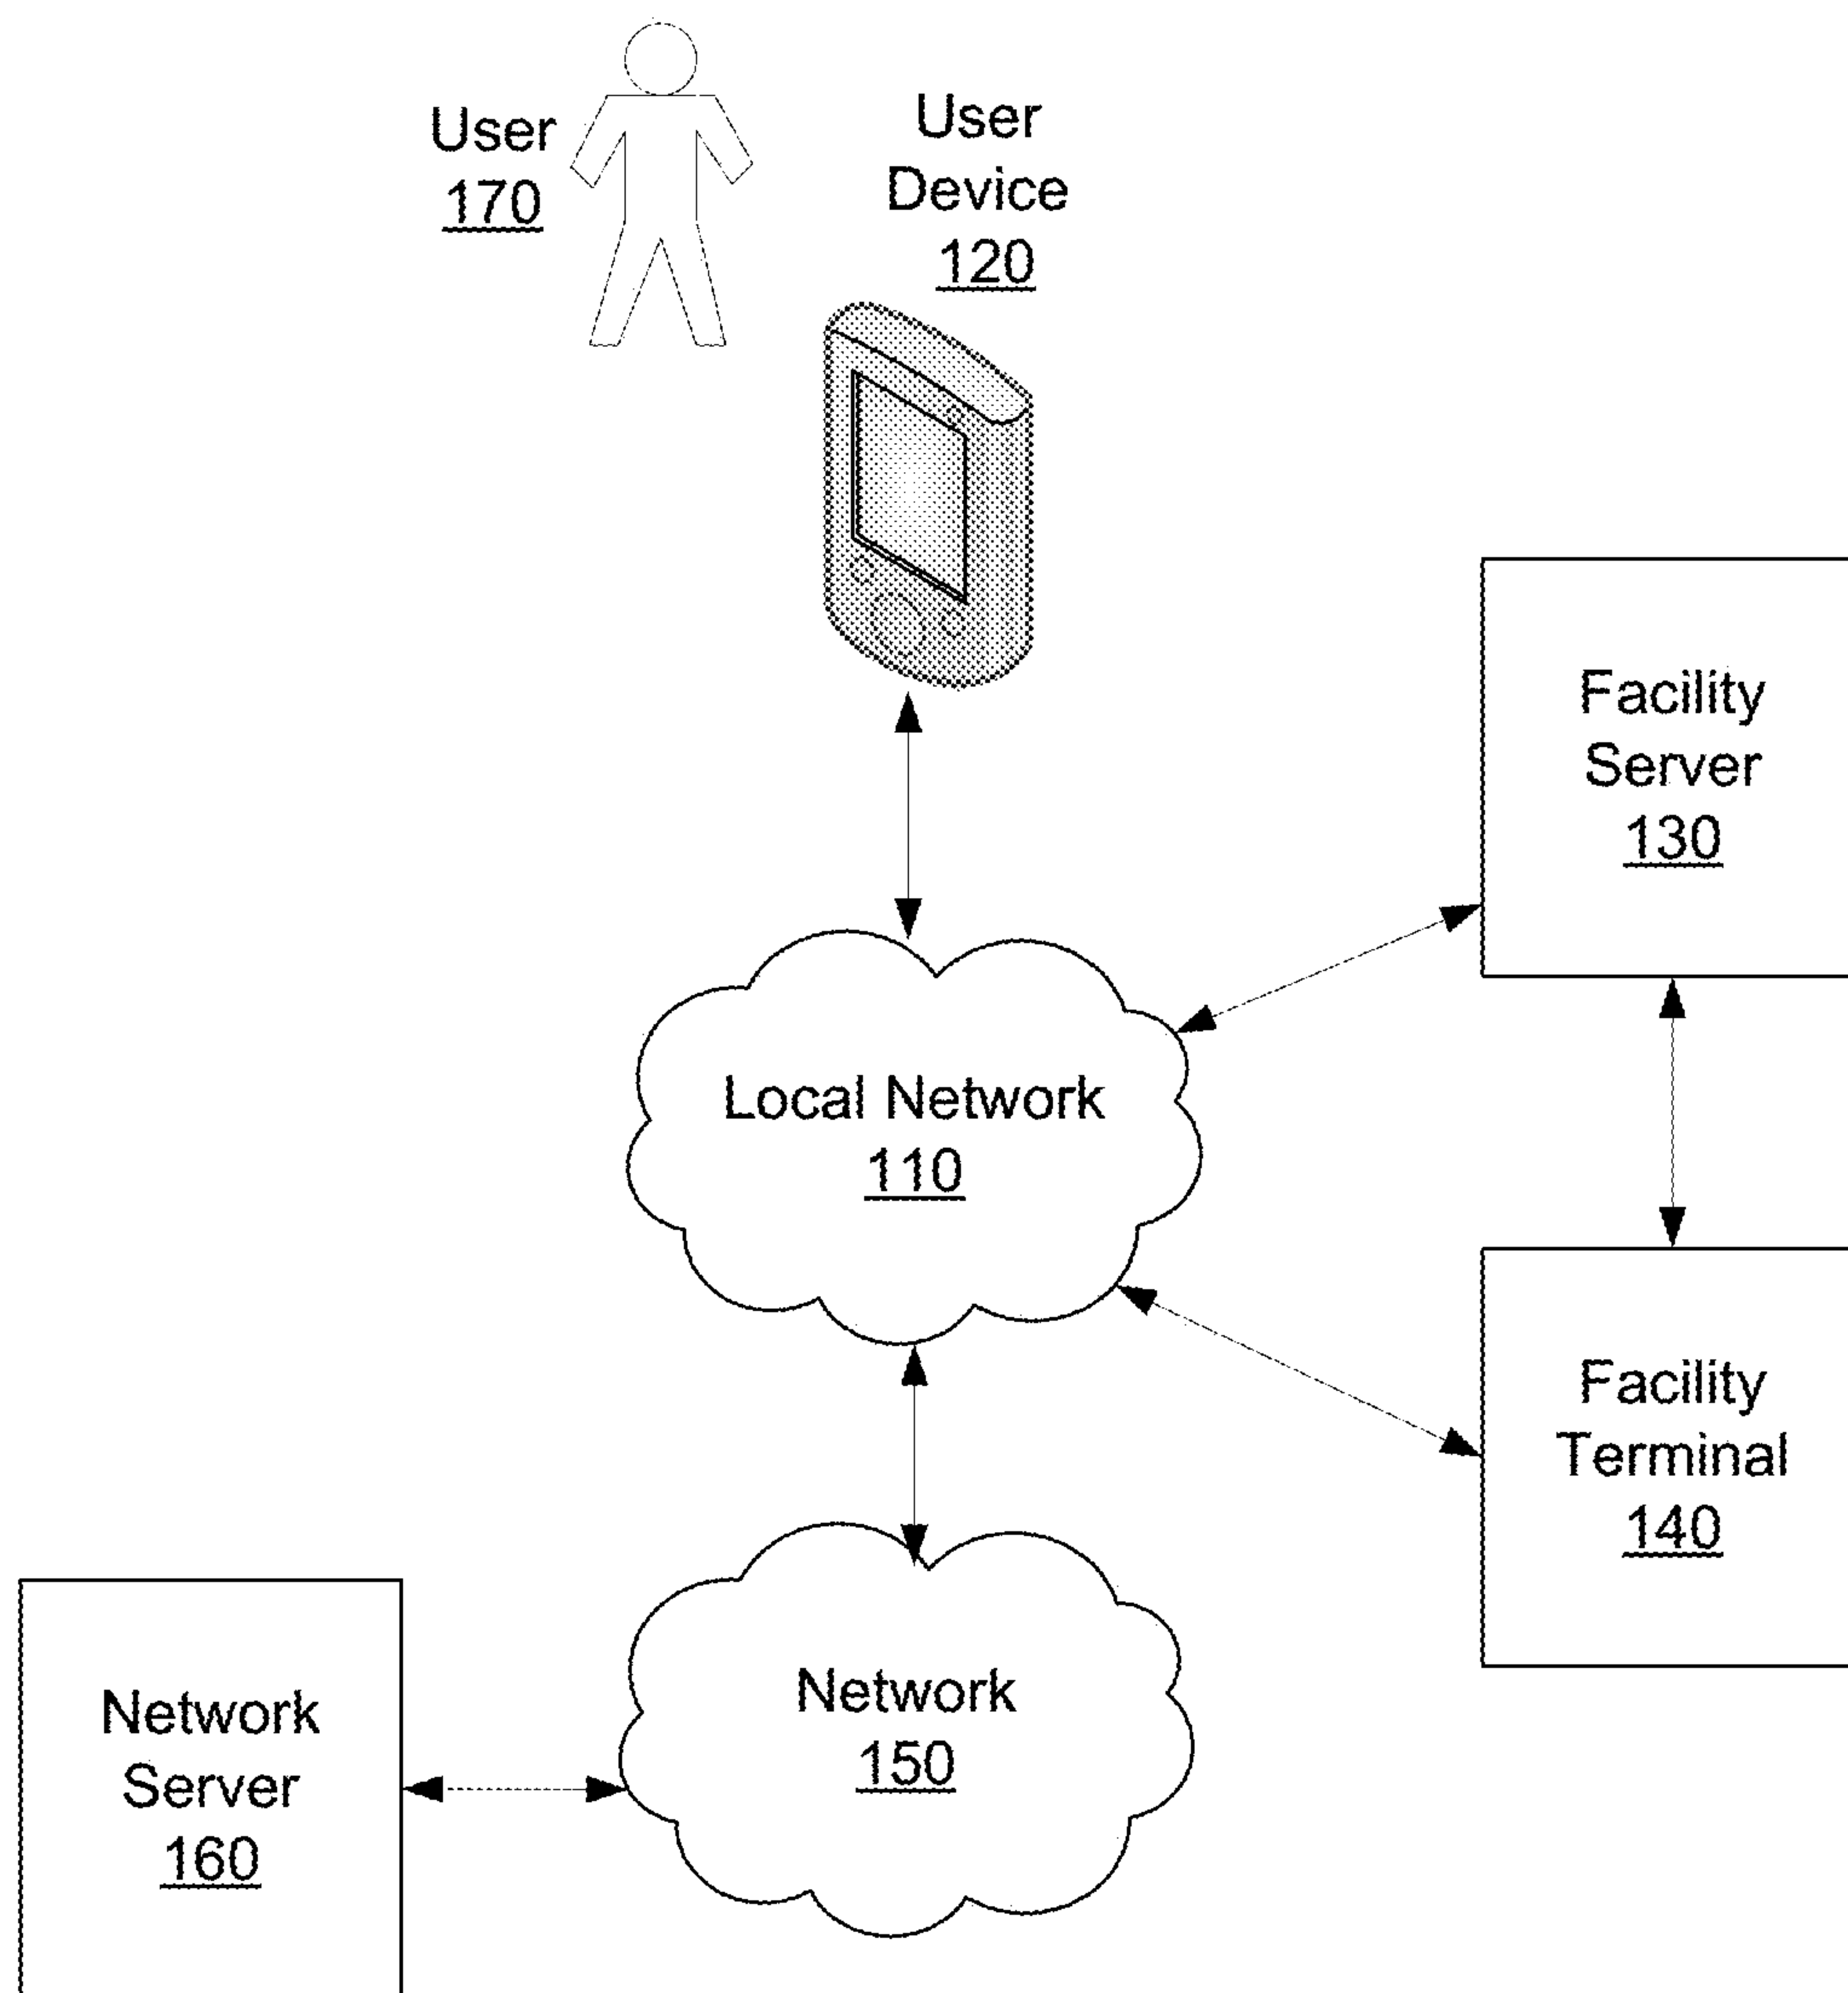 User
170
User
Device
120
Facility
Server
130
Local Network
110
Facility
Terminal
140
Network
150
Network
Server
160